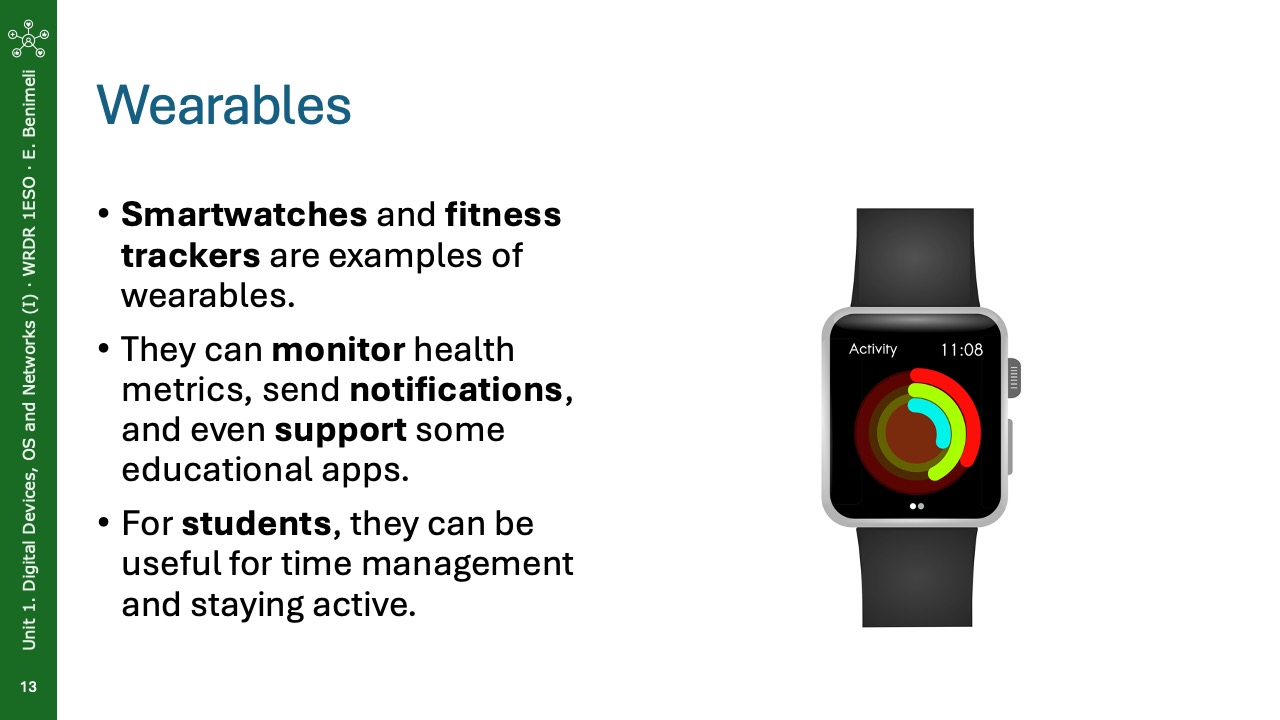 Unit 1. Digital Devices, OS and Networks (I) · WRDR 1ESO · E. Benimeli
13
Wearables
• Smartwatches and fitness
trackers are examples of
wearables.
• They can monitor health
metrics, send notifications,
and even support some
educational apps.
• For students, they can be
useful for time management
and staying active.
Activity 11:08